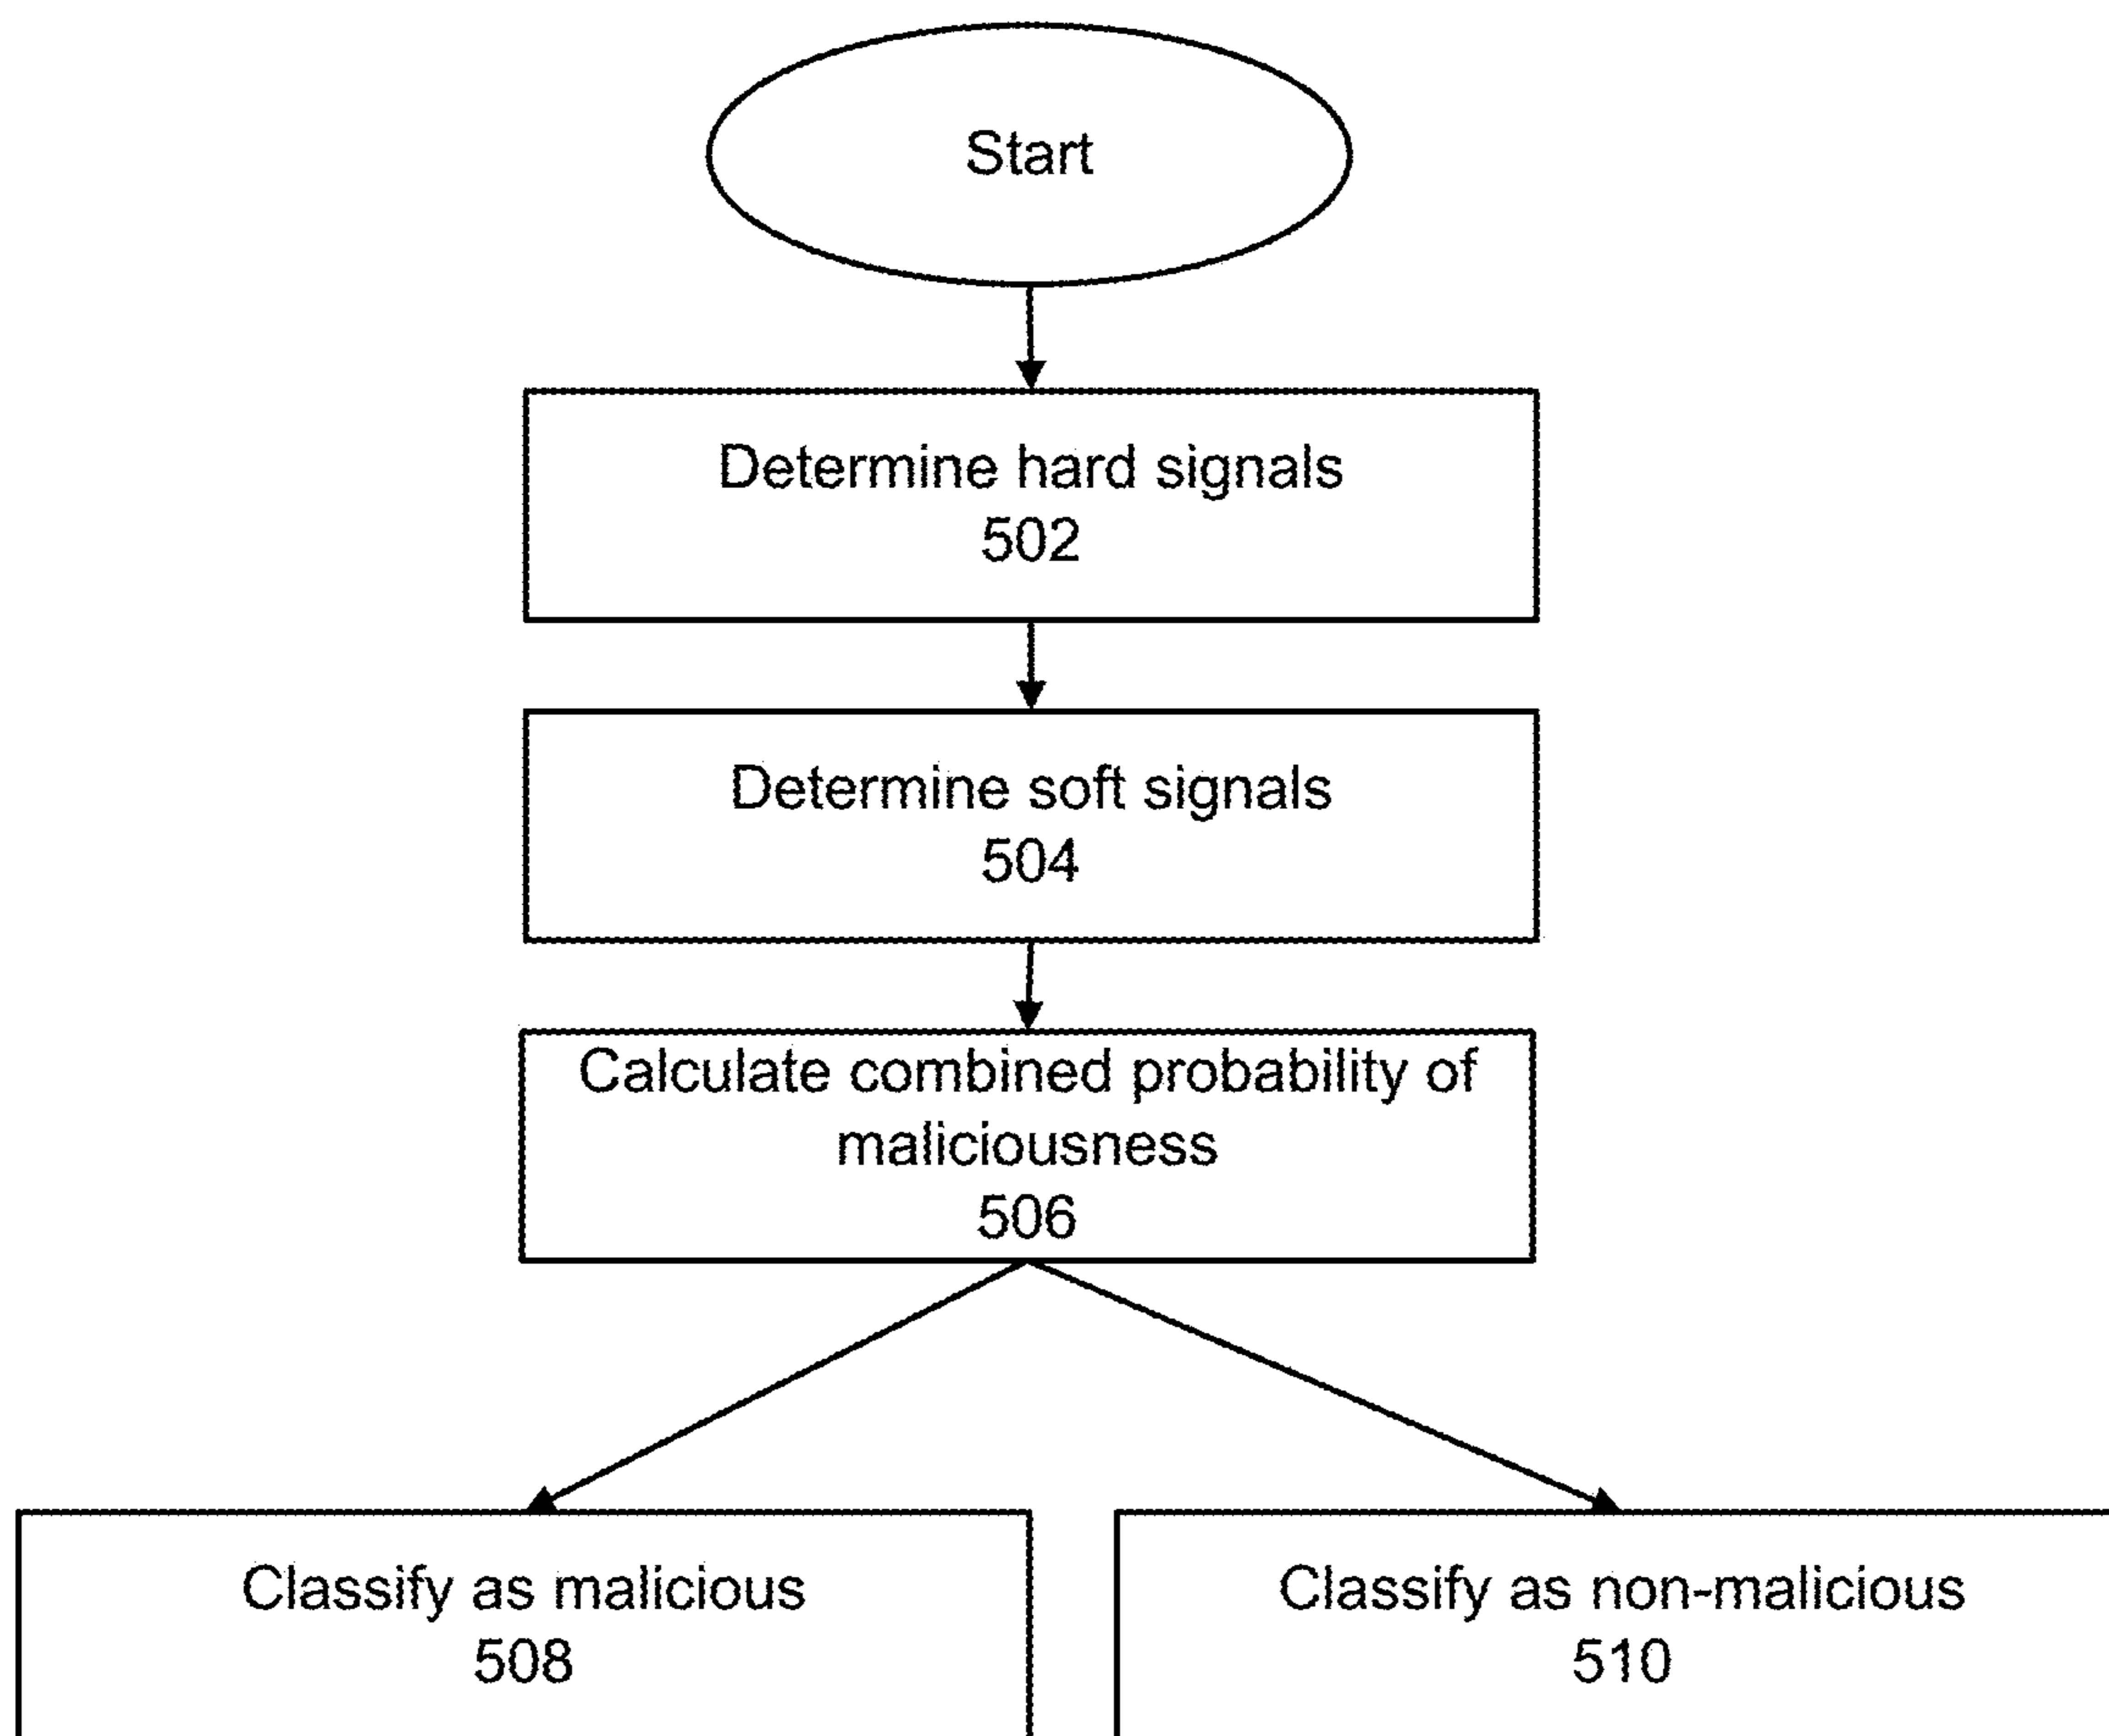 Start
Determine hard signals
502
Determine soft signals
504
Calculate combined probability of
maliciousness
506
Classify as malicious
508
Classify as non-malicious
510